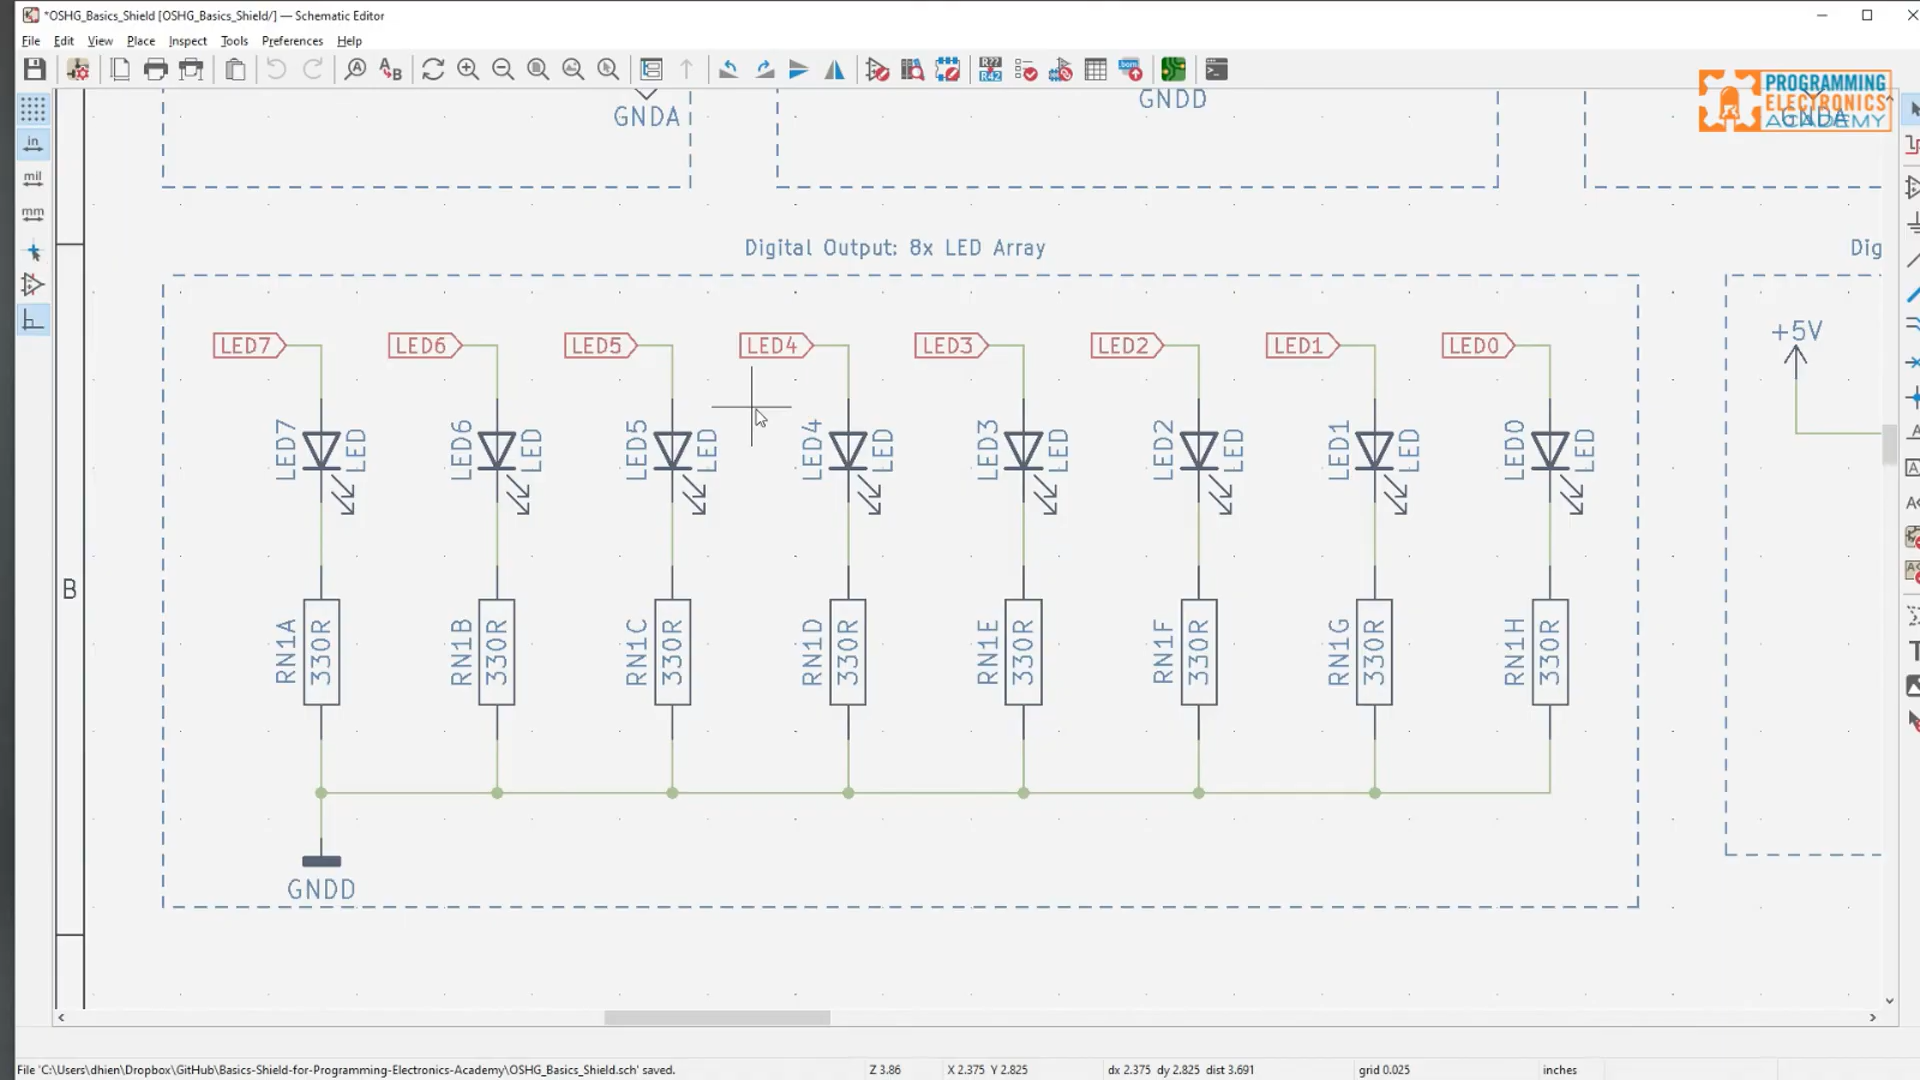 *OSHG_Basics_Shield [OSHG_Basics_Shield/] — Schematic Editor
File Edit View Place Inspect Tools Preferences Help
R??
R42
bom
in
mil
mm
GNDA
GNDD
GNDA
PROGRAMMING
ELECTRONICS
ACADEMY
Digital Output: 8x LED Array
Dig
LED7 LED6 LED5 LED4 LED3 LED2 LED1 LED0
+5V
LED7 LED LED6 LED LED5 LED LED4 LED LED3 LED LED2 LED LED1 LED LED0 LED
B
RN1A 330R RN1B 330R RN1C 330R RN1D 330R RN1E 330R RN1F 330R RN1G 330R RN1H 330R
GNDD
File 'C:\Users\dhien\Dropbox\GitHub\Basics-Shield-for-Programming-Electronics-Academy\OSHG_Basics_Shield.sch' saved. Z 3.86 X 2.375 Y 2.825 dx 2.375 dy 2.825 dist 3.691 grid 0.025 inches